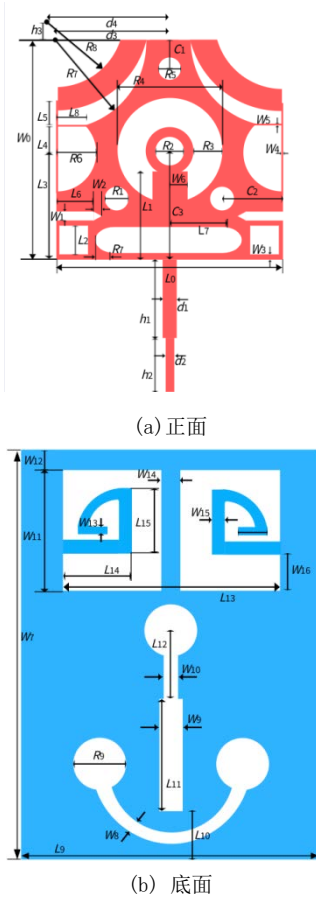 d4
h3
d3
R8
C1
R7
R5
R4
W0
L5
L8
W5
L4
R2
R3
W4
R6
W6
L3
L6
W2
R1
L1
C2
W1
C3
L2
L7
R7
W3
L0
h1
d1
h2
d2
(a)正面
W12
W14
W13
L15
W15
W11
L14
W16
L13
W7
L12
W10
W9
R9
L11
W8
L10
L9
(b) 底面